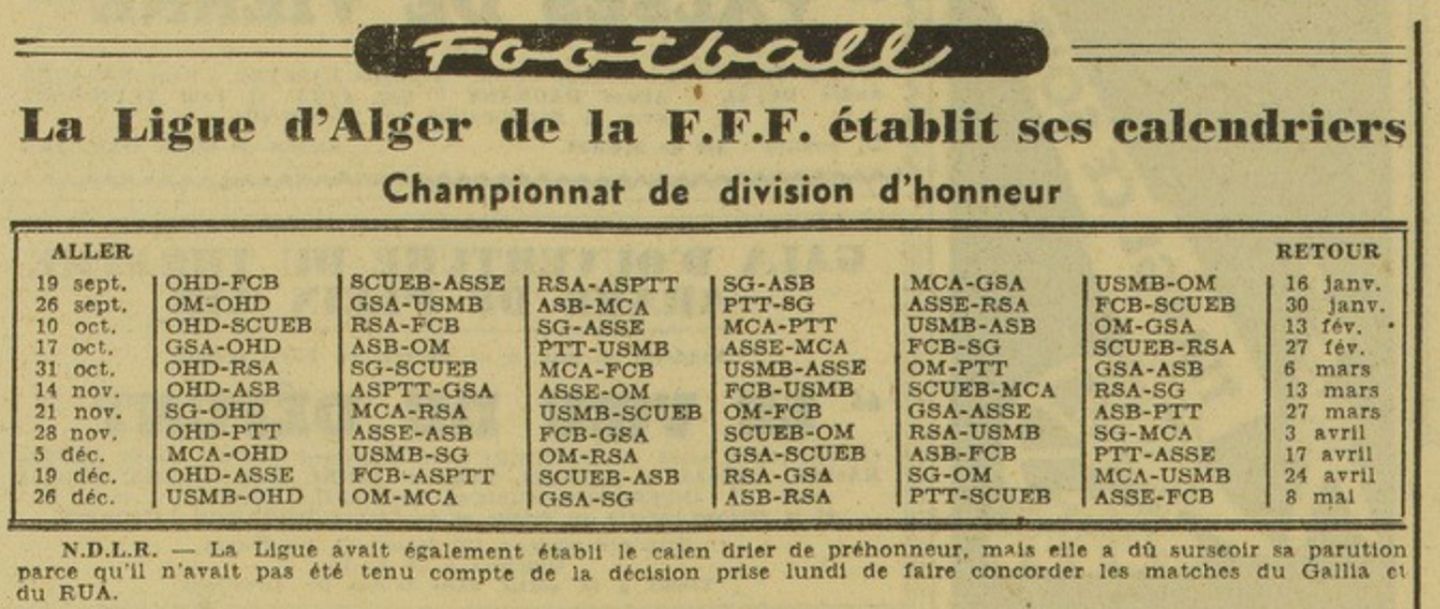 Football
La Ligue d'Alger de la F.F.F. établit ses calendriers
Championnat de division d'honneur
ALLER RETOUR
19 sept. OHD-FCB SCUEB-ASSE RSA-ASPTT SG-ASB MCA-GSA USMB-OM 16 janv.
26 sept. OM-OHD GSA-USMB ASB-MCA PTT-SG ASSE-RSA FCB-SCUEB 30 janv.
10 oct. OHD-SCUEB RSA-FCB SG-ASSE MCA-PTT USMB-ASB OM-GSA 13 fév.
17 oct. GSA-OHD ASB-OM PTT-USMB ASSE-MCA FCB-SG SCUEB-RSA 27 fév.
31 oct. OHD-RSA SG-SCUEB MCA-FCB USMB-ASSE OM-PTT GSA-ASB 6 mars
14 nov. OHD-ASB ASPTT-GSA ASSE-OM FCB-USMB SCUEB-MCA RSA-SG 13 mars
21 nov. SG-OHD MCA-RSA USMB-SCUEB OM-FCB GSA-ASSE ASB-PTT 27 mars
28 nov. OHD-PTT ASSE-ASB FCB-GSA SCUEB-OM RSA-USMB SG-MCA 3 avril
5 déc. MCA-OHD USMB-SG OM-RSA GSA-SCUEB ASB-FCB PTT-ASSE 17 avril
19 déc. OHD-ASSE FCB-ASPTT SCUEB-ASB RSA-GSA SG-OM MCA-USMB 24 avril
26 déc. USMB-OHD OM-MCA GSA-SG ASB-RSA PTT-SCUEB ASSE-FCB 8 mai
N.D.L.R. — La Ligue avait également établi le calen drier de préhonneur, mais elle a dû surseoir sa parution
parce qu'il n'avait pas été tenu compte de la décision prise lundi de faire concorder les matches du Gallia et
du RUA.